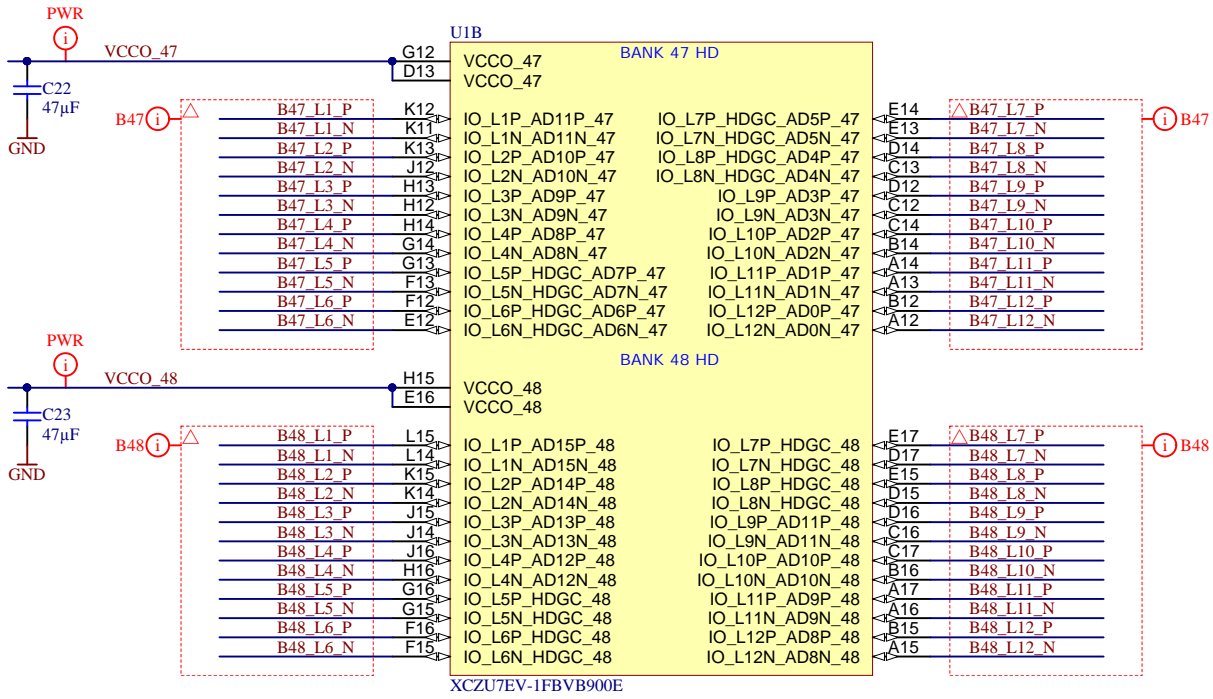 PWR
i
VCCO_47
C22
47µF
GND
U1B
BANK 47 HD
G12 VCCO_47
D13 VCCO_47
B47 i
B47_L1_P K12 IO_L1P_AD11P_47 IO_L7P_HDGC_AD5P_47 E14 B47_L7_P
B47_L1_N K11 IO_L1N_AD11N_47 IO_L7N_HDGC_AD5N_47 E13 B47_L7_N
B47_L2_P K13 IO_L2P_AD10P_47 IO_L8P_HDGC_AD4P_47 D14 B47_L8_P
B47_L2_N J12 IO_L2N_AD10N_47 IO_L8N_HDGC_AD4N_47 C13 B47_L8_N
B47_L3_P H13 IO_L3P_AD9P_47 IO_L9P_AD3P_47 D12 B47_L9_P
B47_L3_N H12 IO_L3N_AD9N_47 IO_L9N_AD3N_47 C12 B47_L9_N
B47_L4_P H14 IO_L4P_AD8P_47 IO_L10P_AD2P_47 C14 B47_L10_P
B47_L4_N G14 IO_L4N_AD8N_47 IO_L10N_AD2N_47 B14 B47_L10_N
B47_L5_P G13 IO_L5P_HDGC_AD7P_47 IO_L11P_AD1P_47 A14 B47_L11_P
B47_L5_N F13 IO_L5N_HDGC_AD7N_47 IO_L11N_AD1N_47 A13 B47_L11_N
B47_L6_P F12 IO_L6P_HDGC_AD6P_47 IO_L12P_AD0P_47 B12 B47_L12_P
B47_L6_N E12 IO_L6N_HDGC_AD6N_47 IO_L12N_AD0N_47 A12 B47_L12_N
i B47
PWR
i
VCCO_48
C23
47µF
GND
BANK 48 HD
H15 VCCO_48
E16 VCCO_48
B48 i
B48_L1_P L15 IO_L1P_AD15P_48 IO_L7P_HDGC_48 E17 B48_L7_P
B48_L1_N L14 IO_L1N_AD15N_48 IO_L7N_HDGC_48 D17 B48_L7_N
B48_L2_P K15 IO_L2P_AD14P_48 IO_L8P_HDGC_48 E15 B48_L8_P
B48_L2_N K14 IO_L2N_AD14N_48 IO_L8N_HDGC_48 D15 B48_L8_N
B48_L3_P J15 IO_L3P_AD13P_48 IO_L9P_AD11P_48 D16 B48_L9_P
B48_L3_N J14 IO_L3N_AD13N_48 IO_L9N_AD11N_48 C16 B48_L9_N
B48_L4_P J16 IO_L4P_AD12P_48 IO_L10P_AD10P_48 C17 B48_L10_P
B48_L4_N H16 IO_L4N_AD12N_48 IO_L10N_AD10N_48 B16 B48_L10_N
B48_L5_P G16 IO_L5P_HDGC_48 IO_L11P_AD9P_48 A17 B48_L11_P
B48_L5_N G15 IO_L5N_HDGC_48 IO_L11N_AD9N_48 A16 B48_L11_N
B48_L6_P F16 IO_L6P_HDGC_48 IO_L12P_AD8P_48 B15 B48_L12_P
B48_L6_N F15 IO_L6N_HDGC_48 IO_L12N_AD8N_48 A15 B48_L12_N
i B48
XCZU7EV-1FBVB900E